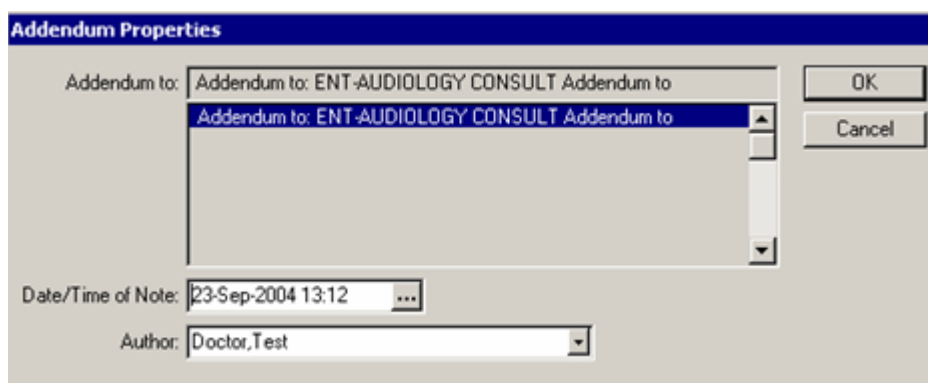 Addendum Properties
Addendum to: Addendum to: ENT-AUDIOLOGY CONSULT Addendum to OK
Addendum to: ENT-AUDIOLOGY CONSULT Addendum to
Cancel
Date/Time of Note: 23-Sep-2004 13:12 ...
Author: Doctor,Test